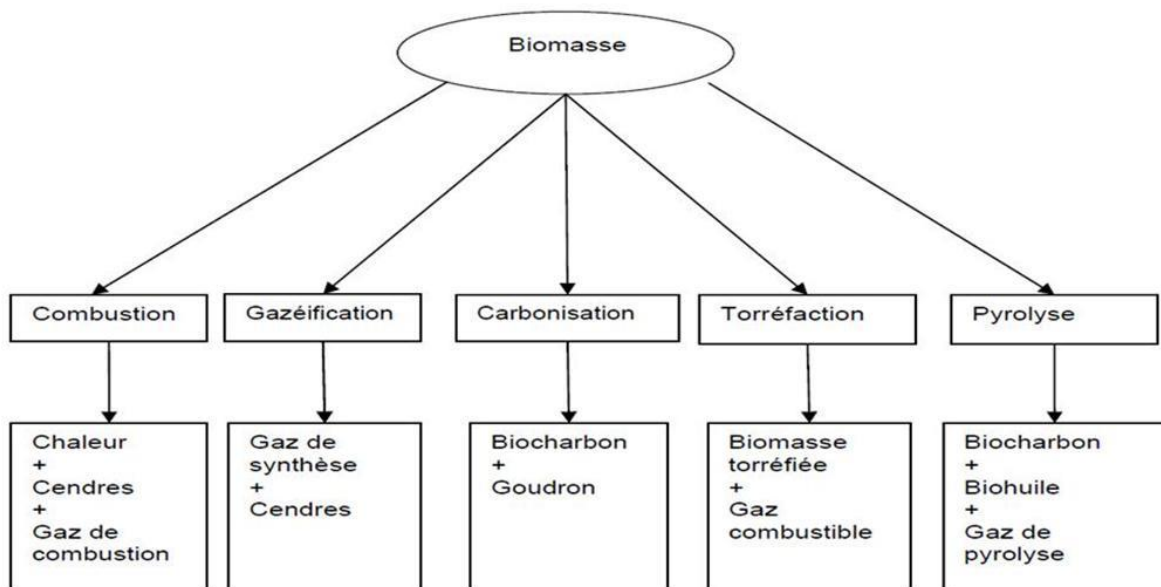 Biomasse
Combustion
Gazéification
Carbonisation
Torréfaction
Pyrolyse
Chaleur
+
Cendres
+
Gaz de
combustion
Gaz de
synthèse
+
Cendres
Biocharbon
+
Goudron
Biomasse
torréfiée
+
Gaz
combustible
Biocharbon
+
Biohuile
+
Gaz de
pyrolyse